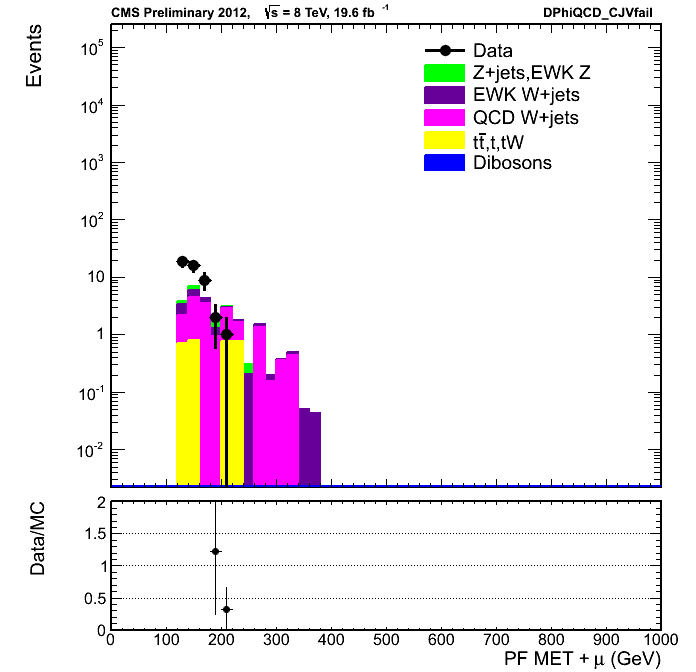 CMS Preliminary 2012, √s = 8 TeV, 19.6 fb⁻¹ DPhiQCD_CJVfail
Events
10⁵
10⁴
10³
10²
10
1
10⁻¹
10⁻²
Data
Z+jets,EWK Z
EWK W+jets
QCD W+jets
tt̄,t,tW
Dibosons
Data/MC
2
1.5
1
0.5
0
0 100 200 300 400 500 600 700 800 900 1000
PF MET + μ (GeV)